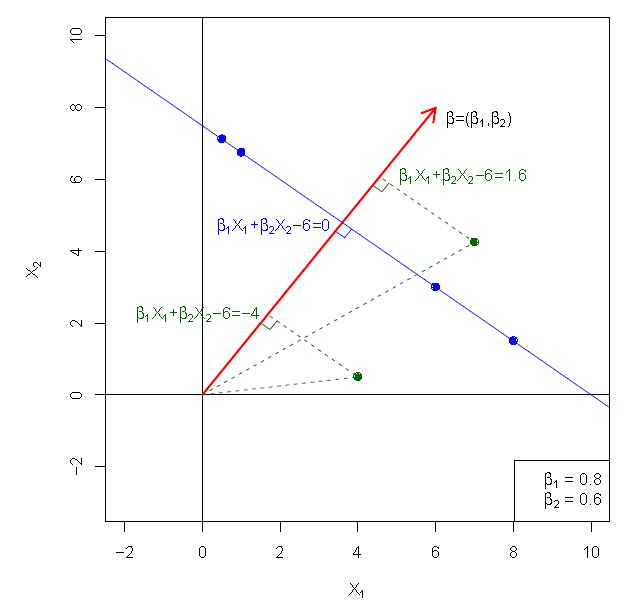 10
8
6
4
2
0
−2
X₂
β=(β₁,β₂)
β₁X₁+β₂X₂−6=1.6
β₁X₁+β₂X₂−6=0
β₁X₁+β₂X₂−6=−4
β₁ = 0.8
β₂ = 0.6
−2 0 2 4 6 8 10
X₁